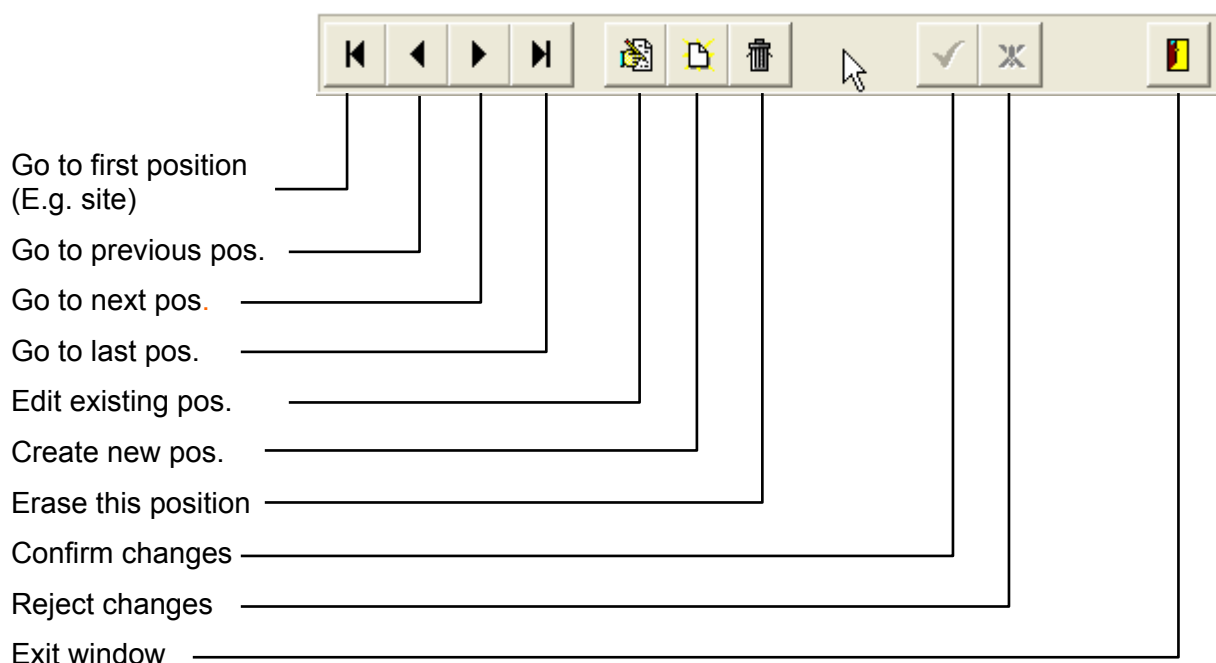 Go to first position
(E.g. site)
Go to previous pos.
Go to next pos.
Go to last pos.
Edit existing pos.
Create new pos.
Erase this position
Confirm changes
Reject changes
Exit window